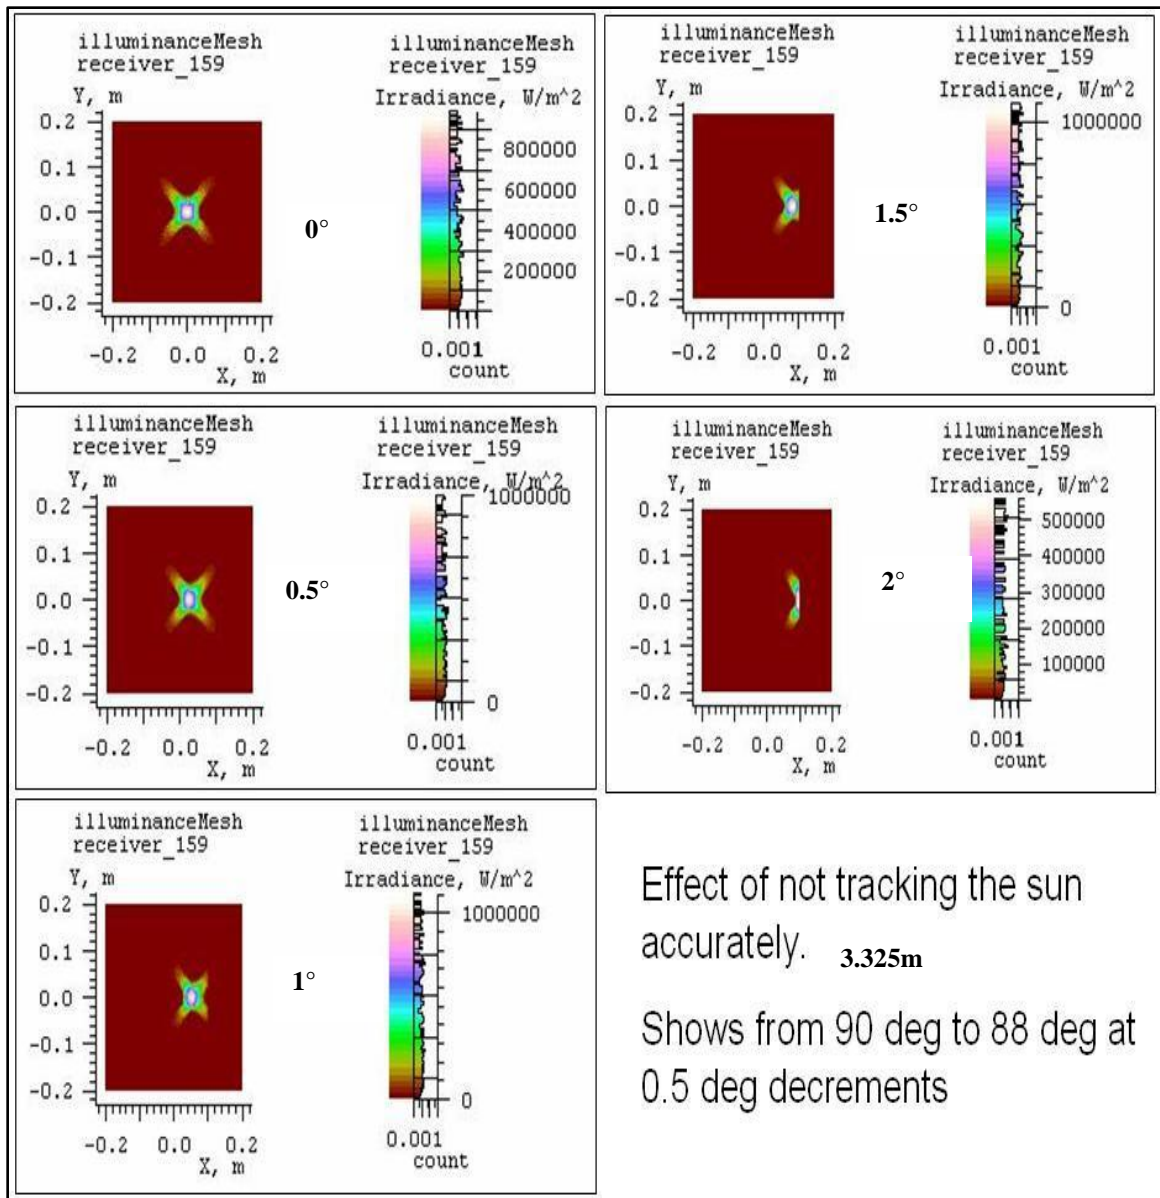 illuminanceMesh
receiver_159
Y, m
0.2
0.1
0.0
-0.1
-0.2
-0.2 0.0 0.2
X, m
0°
illuminanceMesh
receiver_159
Irradiance, W/m^2
800000
600000
400000
200000
0.001
count
illuminanceMesh
receiver_159
Y, m
0.2
0.1
0.0
-0.1
-0.2
-0.2 0.0 0.2
X, m
1.5°
illuminanceMesh
receiver_159
Irradiance, W/m^2
1000000
0
0.001
count
illuminanceMesh
receiver_159
Y, m
0.2
0.1
0.0
-0.1
-0.2
-0.2 0.0 0.2
X, m
0.5°
illuminanceMesh
receiver_159
Irradiance, W/m^2
1000000
0
0.001
count
illuminanceMesh
receiver_159
Y, m
0.2
0.1
0.0
-0.1
-0.2
-0.2 0.0 0.2
X, m
2°
illuminanceMesh
receiver_159
Irradiance, W/m^2
500000
400000
300000
200000
100000
0.001
count
illuminanceMesh
receiver_159
Y, m
0.2
0.1
0.0
-0.1
-0.2
-0.2 0.0 0.2
X, m
1°
illuminanceMesh
receiver_159
Irradiance, W/m^2
1000000
0
0.001
count
Effect of not tracking the sun
accurately. 3.325m
Shows from 90 deg to 88 deg at
0.5 deg decrements